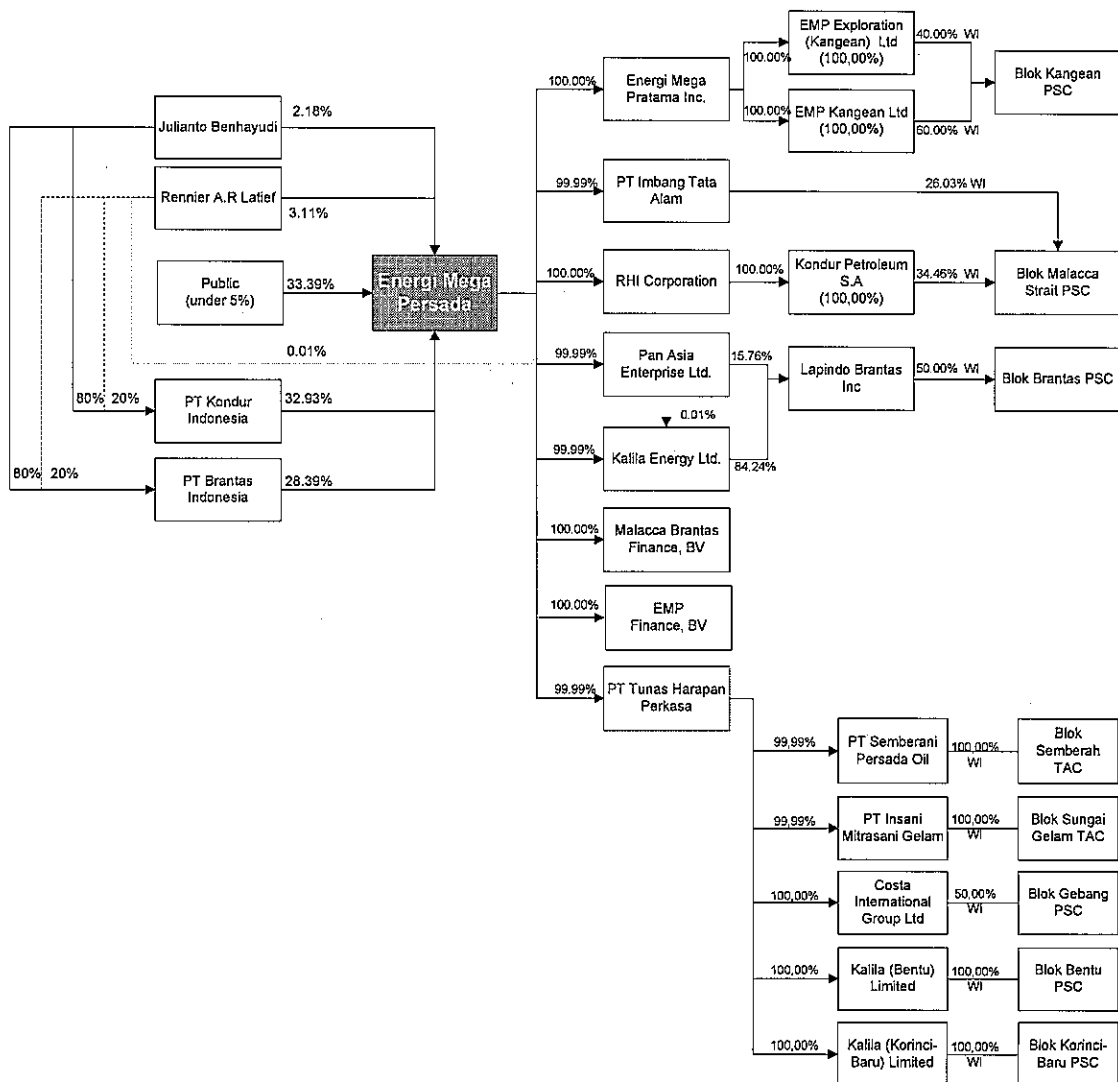 Julianto Benhayudi
2.18%
Rennier A.R Latief
3.11%
Public
(under 5%)
33.39%
Energi Mega
Persada
0.01%
80%
20%
PT Kondur
Indonesia
32.93%
80%
20%
PT Brantas
Indonesia
28.39%
100.00%
Energi Mega
Pratama Inc.
100.00%
EMP Exploration
(Kangean) Ltd
(100,00%)
40.00% WI
100.00%
EMP Kangean Ltd
(100,00%)
60.00% WI
Blok Kangean
PSC
99.99%
PT Imbang Tata
Alam
26.03% WI
100.00%
RHI Corporation
100.00%
Kondur Petroleum
S.A
(100,00%)
34.46% WI
Blok Malacca
Strait PSC
99.99%
Pan Asia
Enterprise Ltd.
15.76%
Lapindo Brantas
Inc
50.00% WI
Blok Brantas PSC
0.01%
99.99%
Kalila Energy Ltd.
84.24%
100.00%
Malacca Brantas
Finance, BV
100.00%
EMP
Finance, BV
99.99%
PT Tunas Harapan
Perkasa
99,99%
PT Semberani
Persada Oil
100,00%
WI
Blok
Semberah
TAC
99,99%
PT Insani
Mitrasani Gelam
100,00%
WI
Blok Sungai
Gelam TAC
100,00%
Costa
International
Group Ltd
50,00%
WI
Blok Gebang
PSC
100,00%
Kalila (Bentu)
Limited
100,00%
WI
Blok Bentu
PSC
100,00%
Kalila (Korinci-
Baru) Limited
100,00%
WI
Blok Korinci-
Baru PSC